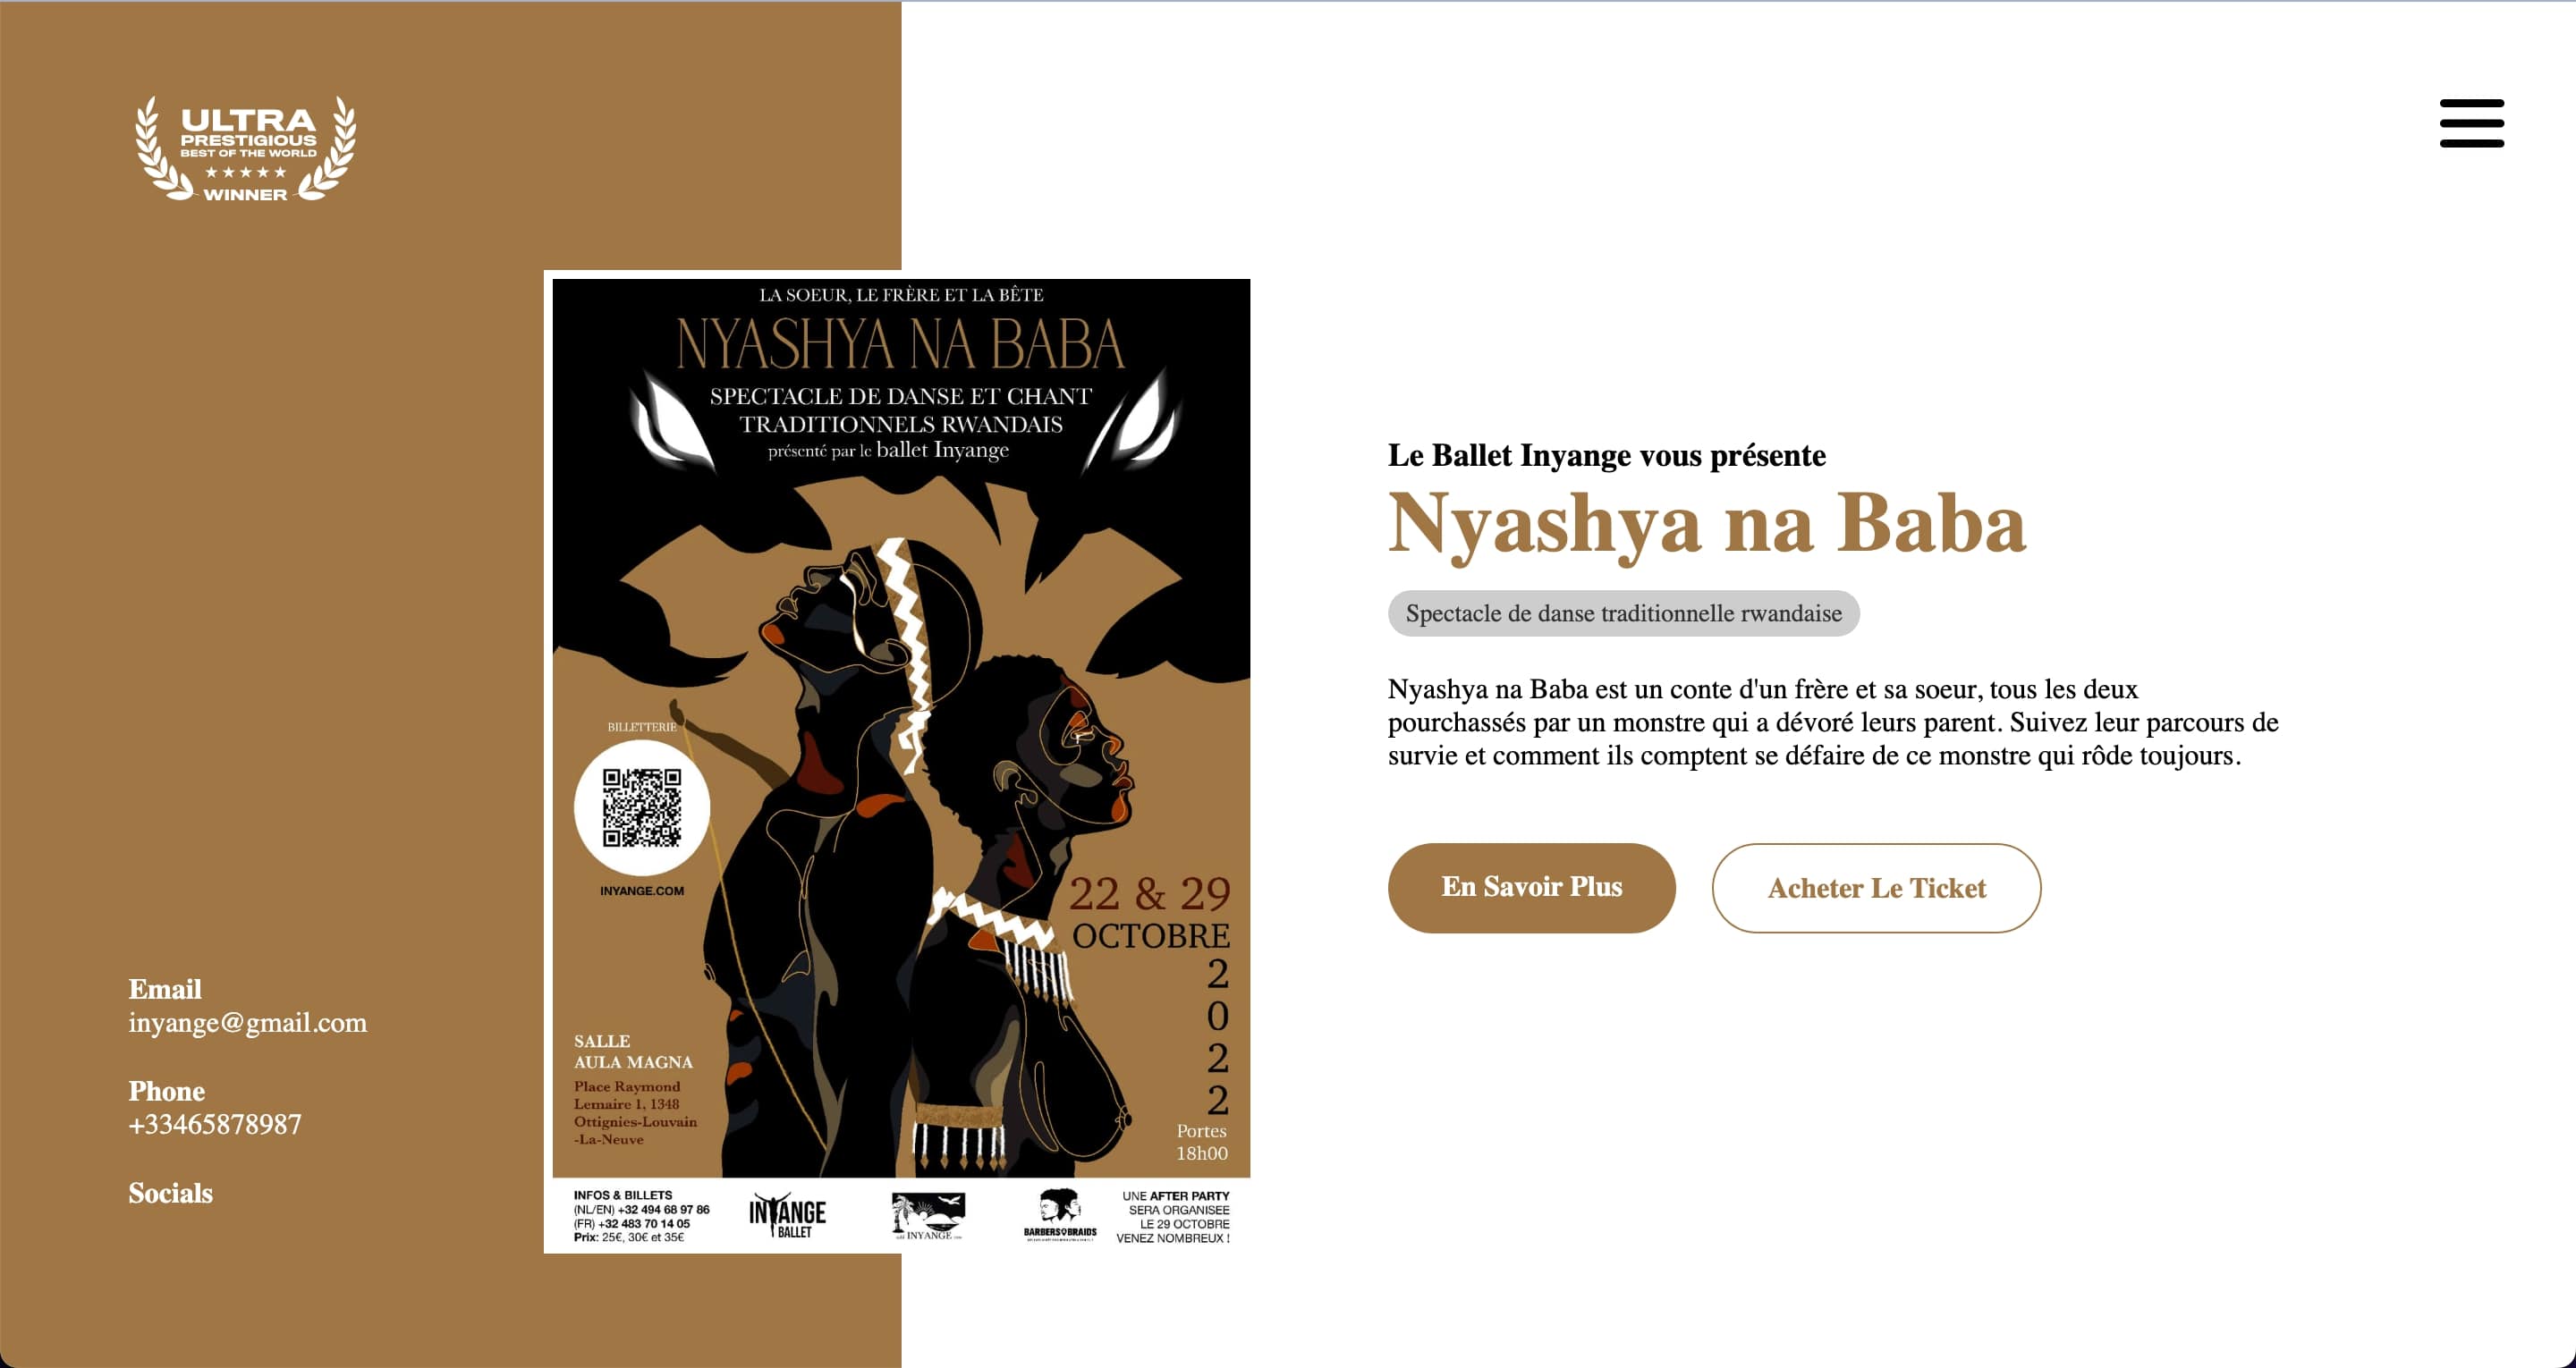 ULTRA
PRESTIGIOUS
BEST OF THE WORLD
WINNER
Email
inyange@gmail.com
Phone
+33465878987
Socials
LA SOEUR, LE FRÈRE ET LA BÊTE
NYASHYA NA BABA
SPECTACLE DE DANSE ET CHANT
TRADITIONNELS RWANDAIS
présenté par le ballet Inyange
BILLETTERIE
INYANGE.COM
22 & 29
OCTOBRE
2
0
2
2
Portes
18h00
SALLE
AULA MAGNA
Place Raymond
Lemaire 1, 1348
Ottignies-Louvain
-La-Neuve
INFOS & BILLETS
(NL/EN) +32 494 68 97 86
(FR) +32 483 70 14 05
Prix: 25€, 30€ et 35€
INYANGE
BALLET
INYANGE
BARBERS BRAIDS
UNE AFTER PARTY
SERA ORGANISEE
LE 29 OCTOBRE
VENEZ NOMBREUX !
Le Ballet Inyange vous présente
Nyashya na Baba
Spectacle de danse traditionnelle rwandaise
Nyashya na Baba est un conte d'un frère et sa soeur, tous les deux
pourchassés par un monstre qui a dévoré leurs parent. Suivez leur parcours de
survie et comment ils comptent se défaire de ce monstre qui rôde toujours.
En Savoir Plus
Acheter Le Ticket